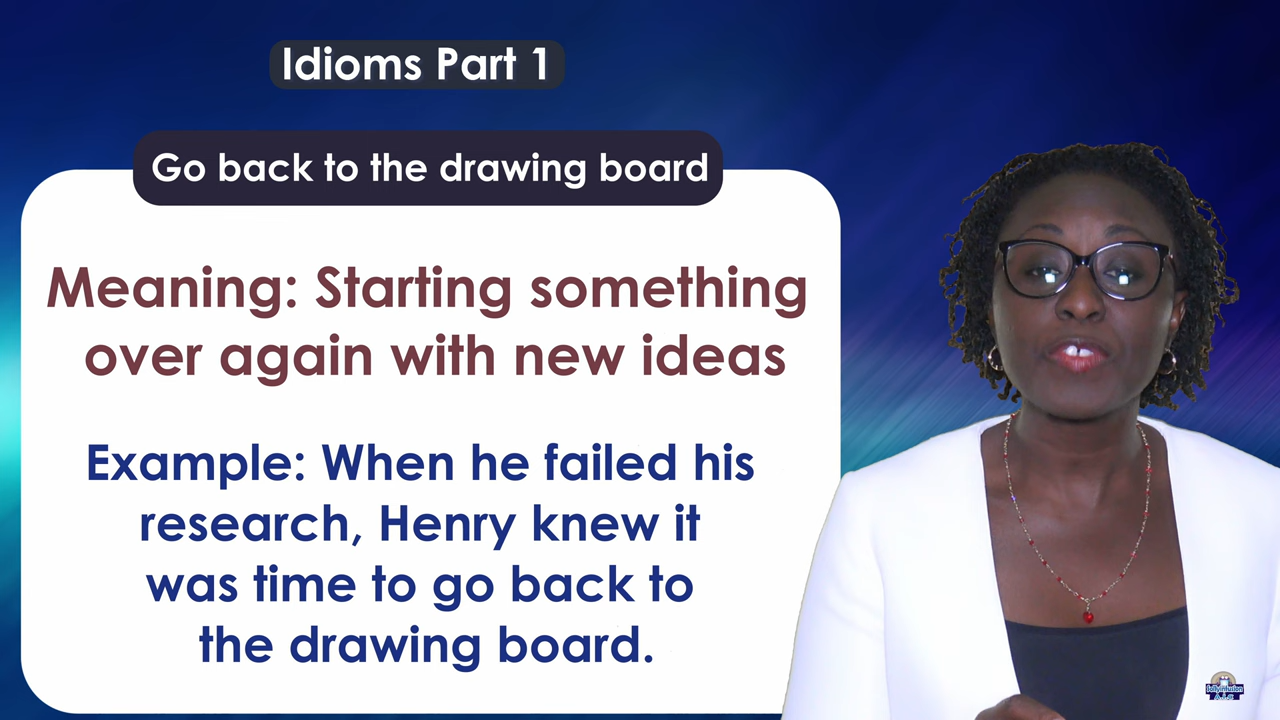 Idioms Part 1
Go back to the drawing board
Meaning: Starting something
over again with new ideas
Example: When he failed his
research, Henry knew it
was time to go back to
the drawing board.